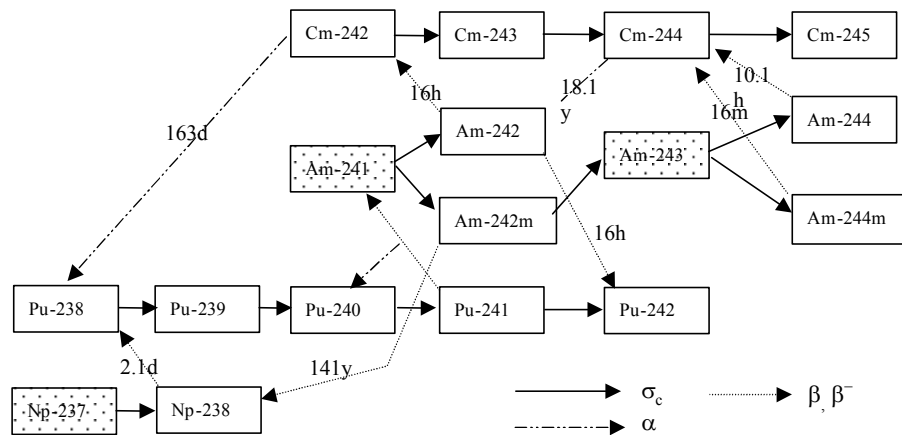 Cm-242 Cm-243 Cm-244 Cm-245
16h 18.1 10.1
y h
16m
163d Am-242 Am-244
Am-241 Am-243
Am-242m Am-244m
16h
Pu-238 Pu-239 Pu-240 Pu-241 Pu-242
2.1d 141y
Np-237 Np-238
σc β, β−
α